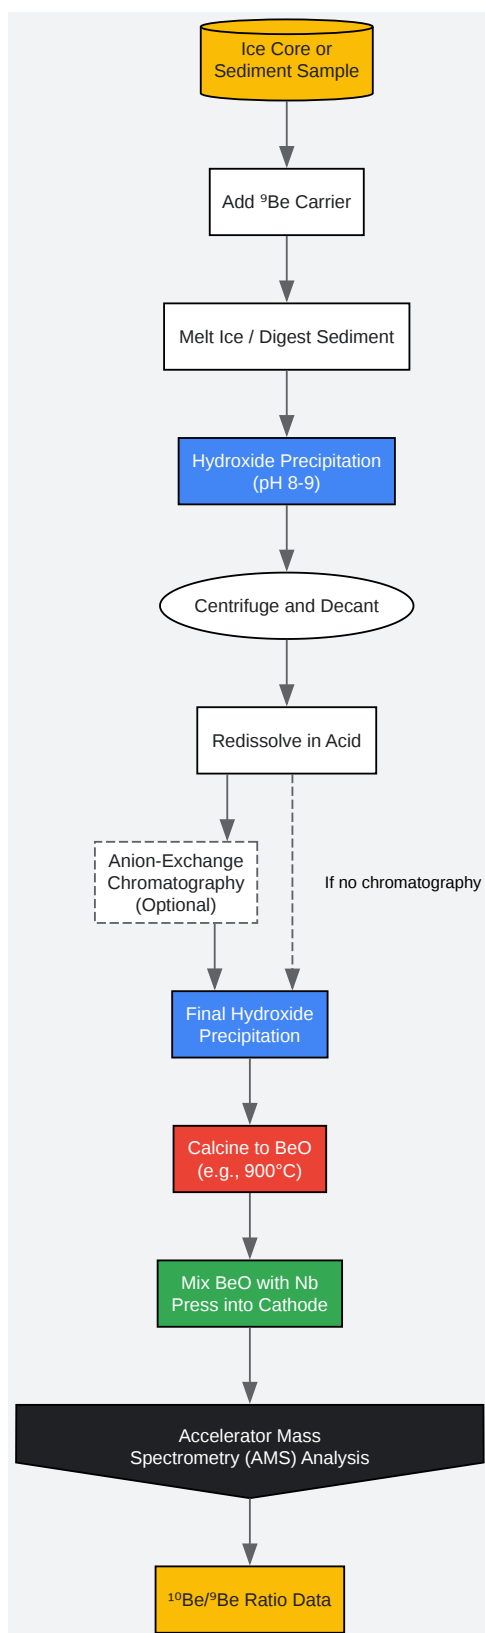 Ice Core or
Sediment Sample
Add ⁹Be Carrier
Melt Ice / Digest Sediment
Hydroxide Precipitation
(pH 8-9)
Centrifuge and Decant
Redissolve in Acid
Anion-Exchange
Chromatography
(Optional)
If no chromatography
Final Hydroxide
Precipitation
Calcine to BeO
(e.g., 900°C)
Mix BeO with Nb
Press into Cathode
Accelerator Mass
Spectrometry (AMS) Analysis
¹⁰Be/⁹Be Ratio Data